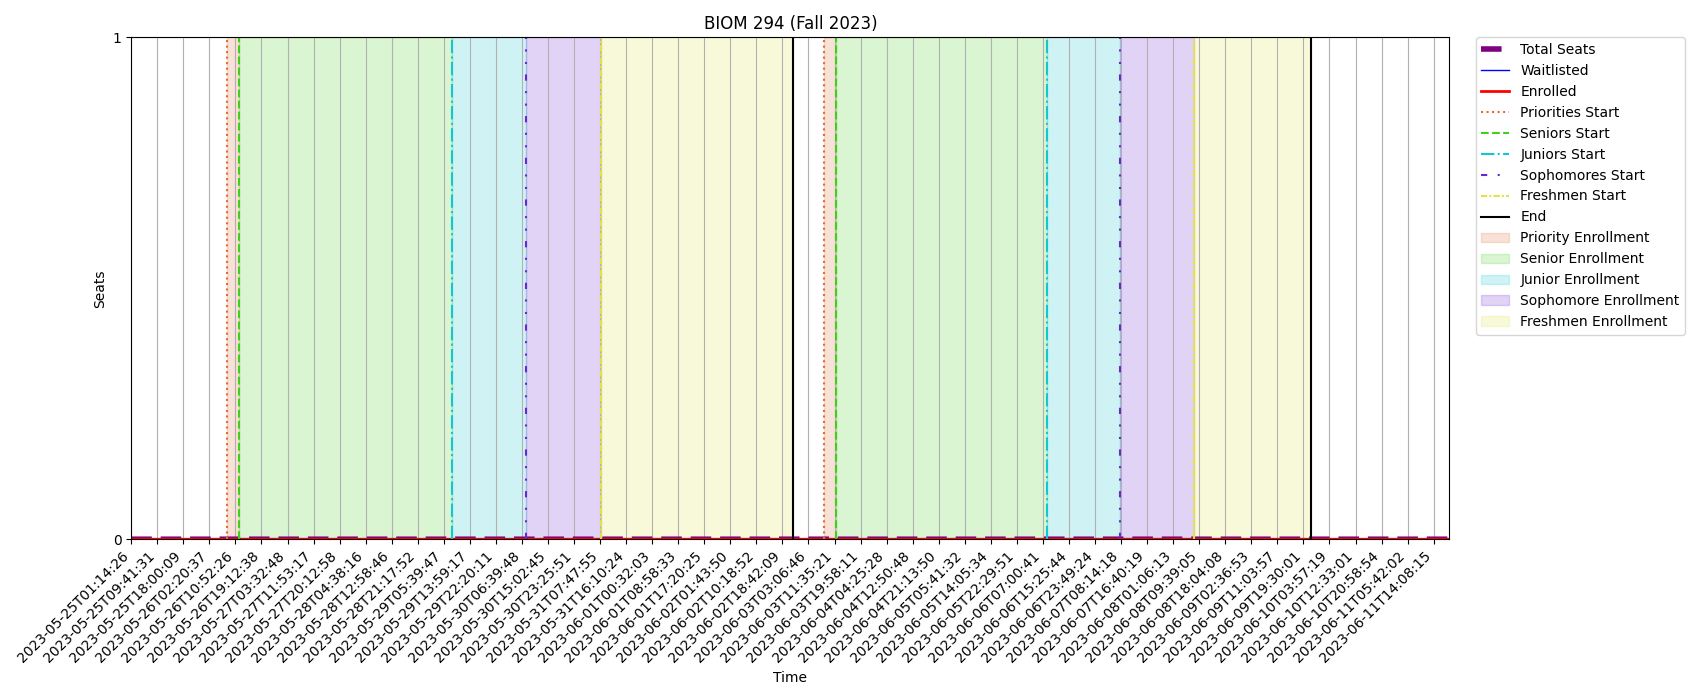 BIOM 294 (Fall 2023)
1
0
Seats
2023-05-25T01:14:26
2023-05-25T09:41:31
2023-05-25T18:00:09
2023-05-26T02:20:37
2023-05-26T10:52:26
2023-05-26T19:12:38
2023-05-27T03:32:48
2023-05-27T11:53:17
2023-05-27T20:12:58
2023-05-28T04:38:16
2023-05-28T12:58:46
2023-05-28T21:17:52
2023-05-29T05:39:47
2023-05-29T13:59:17
2023-05-29T22:20:11
2023-05-30T06:39:48
2023-05-30T15:02:45
2023-05-30T23:25:51
2023-05-31T07:47:55
2023-05-31T16:10:24
2023-06-01T00:32:03
2023-06-01T08:58:33
2023-06-01T17:20:25
2023-06-02T01:43:50
2023-06-02T10:18:52
2023-06-02T18:42:09
2023-06-03T03:06:46
2023-06-03T11:35:21
2023-06-03T19:58:11
2023-06-04T04:25:28
2023-06-04T12:50:48
2023-06-04T21:13:50
2023-06-05T05:41:32
2023-06-05T14:05:34
2023-06-05T22:29:51
2023-06-06T07:00:41
2023-06-06T15:25:44
2023-06-06T23:49:24
2023-06-07T08:14:18
2023-06-07T16:40:19
2023-06-08T01:06:13
2023-06-08T09:39:05
2023-06-08T18:04:08
2023-06-09T02:36:53
2023-06-09T11:03:57
2023-06-09T19:30:01
2023-06-10T03:57:19
2023-06-10T12:33:01
2023-06-10T20:58:54
2023-06-11T05:42:02
2023-06-11T14:08:15
Time
Total Seats
Waitlisted
Enrolled
Priorities Start
Seniors Start
Juniors Start
Sophomores Start
Freshmen Start
End
Priority Enrollment
Senior Enrollment
Junior Enrollment
Sophomore Enrollment
Freshmen Enrollment